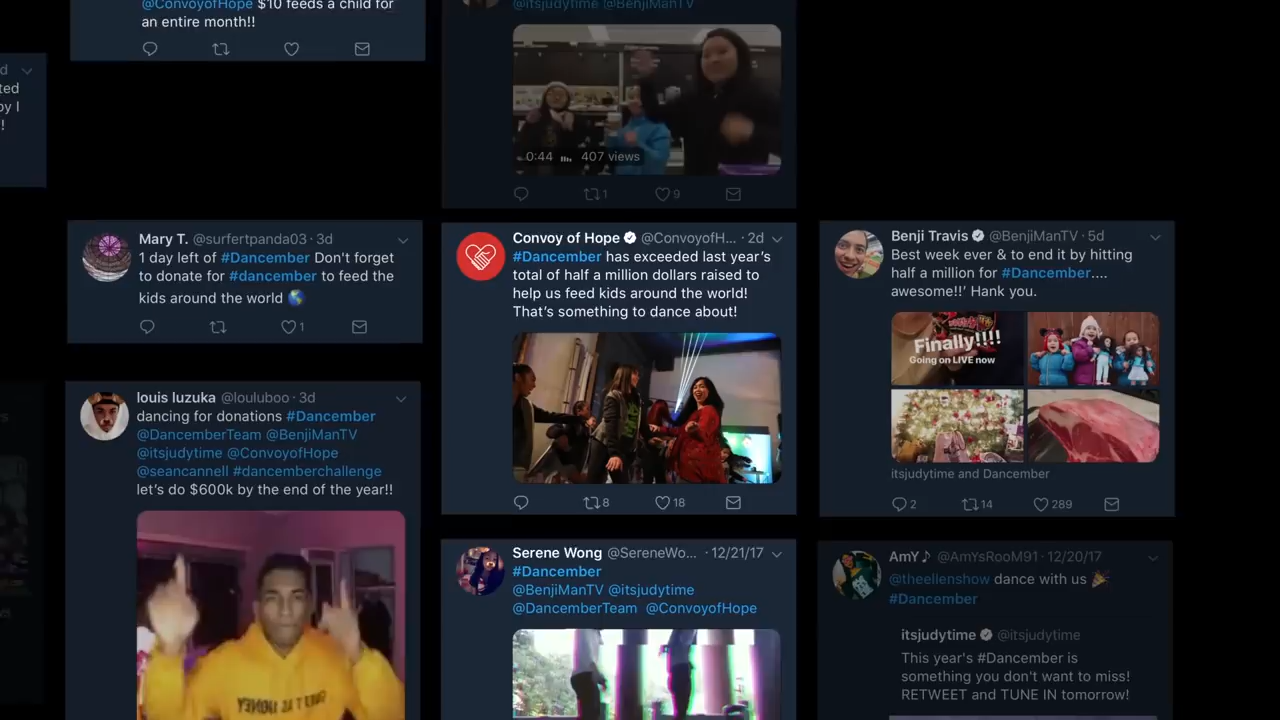 @ConvoyofHope $10 feeds a child for
an entire month!!
@itsjudytime @BenjiManTV
0:44 407 views
1 9
Mary T. @surfertpanda03 · 3d
1 day left of #Dancember Don't forget
to donate for #dancember to feed the
kids around the world 🌎
1
louis luzuka @louluboo · 3d
dancing for donations #Dancember
@DancemberTeam @BenjiManTV
@itsjudytime @ConvoyofHope
@seancannell #dancemberchallenge
let's do $600k by the end of the year!!
Convoy of Hope @ConvoyofH... · 2d
#Dancember has exceeded last year's
total of half a million dollars raised to
help us feed kids around the world!
That's something to dance about!
8 18
Serene Wong @SereneWo... · 12/21/17
#Dancember
@BenjiManTV @itsjudytime
@DancemberTeam @ConvoyofHope
Benji Travis @BenjiManTV · 5d
Best week ever & to end it by hitting
half a million for #Dancember....
awesome!!' Hank you.
Finally!!!!
Going on LIVE now
itsjudytime and Dancember
2 14 289
AmY♪ @AmYsRooM91 · 12/20/17
@theellenshow dance with us 🎉
#Dancember
itsjudytime @itsjudytime
This year's #Dancember is
something you don't want to miss!
RETWEET and TUNE IN tomorrow!